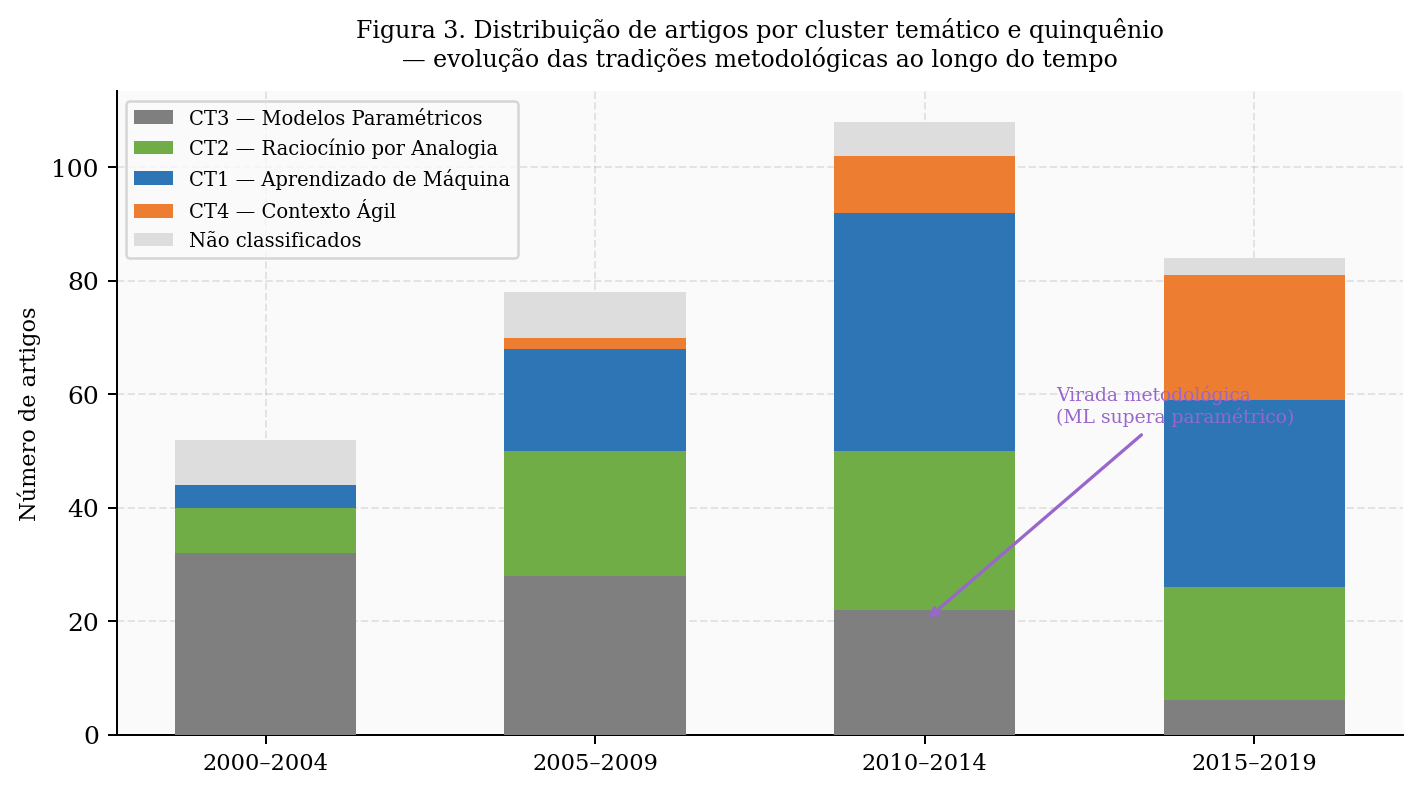 Figura 3. Distribuição de artigos por cluster temático e quinquênio
— evolução das tradições metodológicas ao longo do tempo
CT3 — Modelos Paramétricos
CT2 — Raciocínio por Analogia
CT1 — Aprendizado de Máquina
CT4 — Contexto Ágil
Não classificados
Número de artigos
100
80
60
40
20
0
Virada metodológica
(ML supera paramétrico)
2000–2004
2005–2009
2010–2014
2015–2019